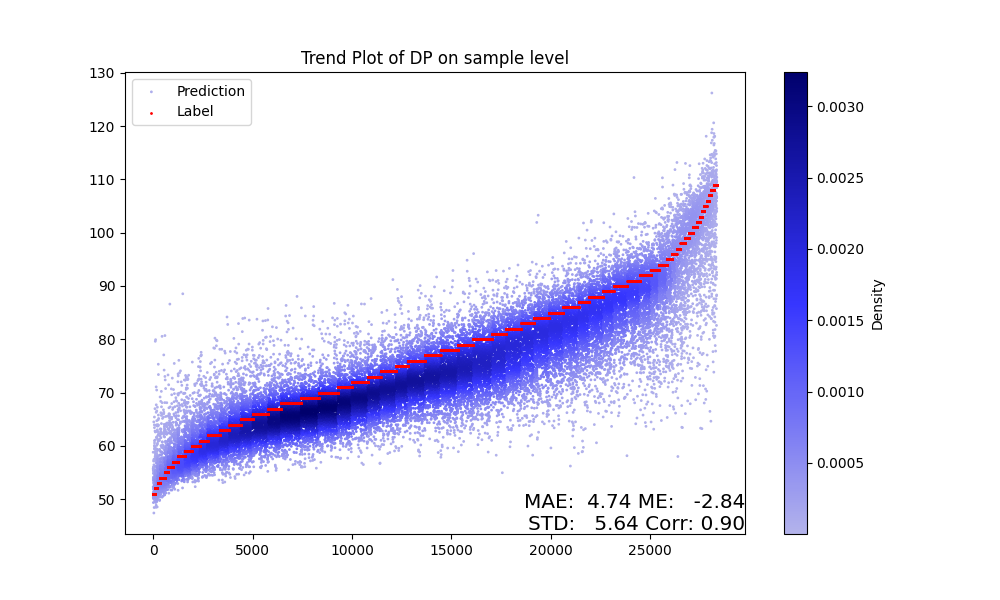 Trend Plot of DP on sample level
130
120
110
100
90
80
70
60
50
Prediction
Label
MAE:  4.74 ME:   -2.84
STD:   5.64 Corr: 0.90
0 5000 10000 15000 20000 25000
0.0030
0.0025
0.0020
0.0015
0.0010
0.0005
Density